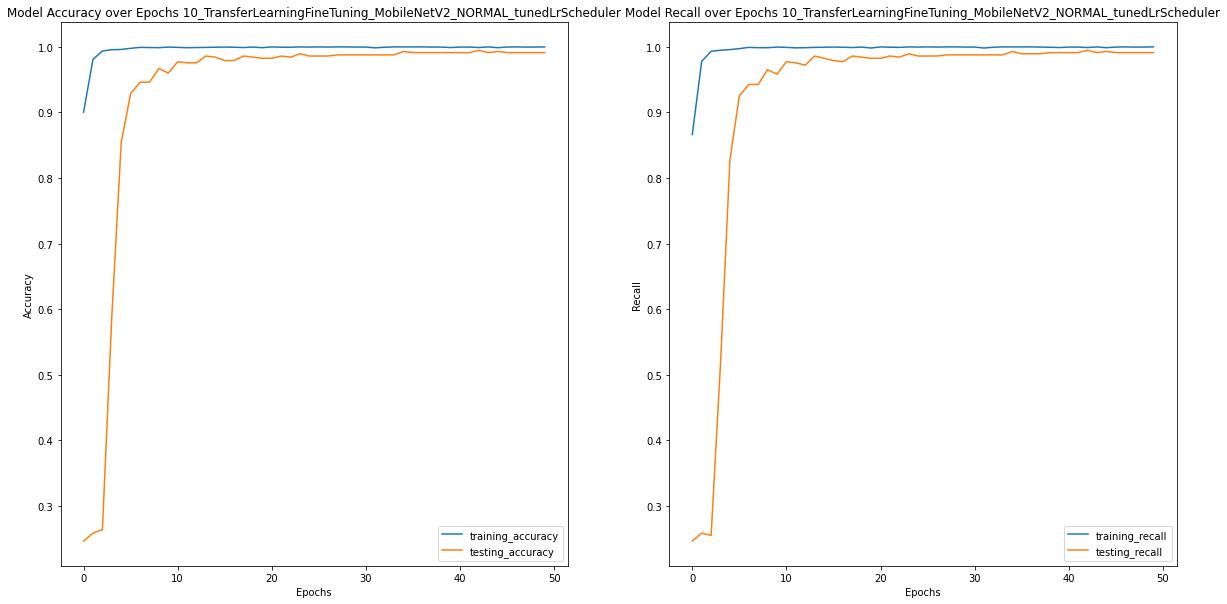 Model Accuracy over Epochs 10_TransferLearningFineTuning_MobileNetV2_NORMAL_tunedLrScheduler
1.0
0.9
0.8
0.7
0.6
0.5
0.4
0.3
Accuracy
0 10 20 30 40 50
Epochs
training_accuracy
testing_accuracy
Model Recall over Epochs 10_TransferLearningFineTuning_MobileNetV2_NORMAL_tunedLrScheduler
1.0
0.9
0.8
0.7
0.6
0.5
0.4
0.3
Recall
0 10 20 30 40 50
Epochs
training_recall
testing_recall